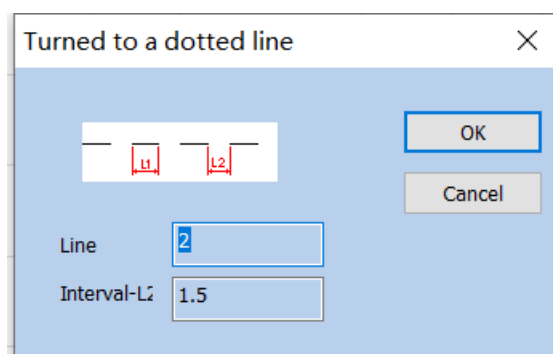 Turned to a dotted line
L1 L2
OK
Cancel
Line 2
Interval-L2 1.5